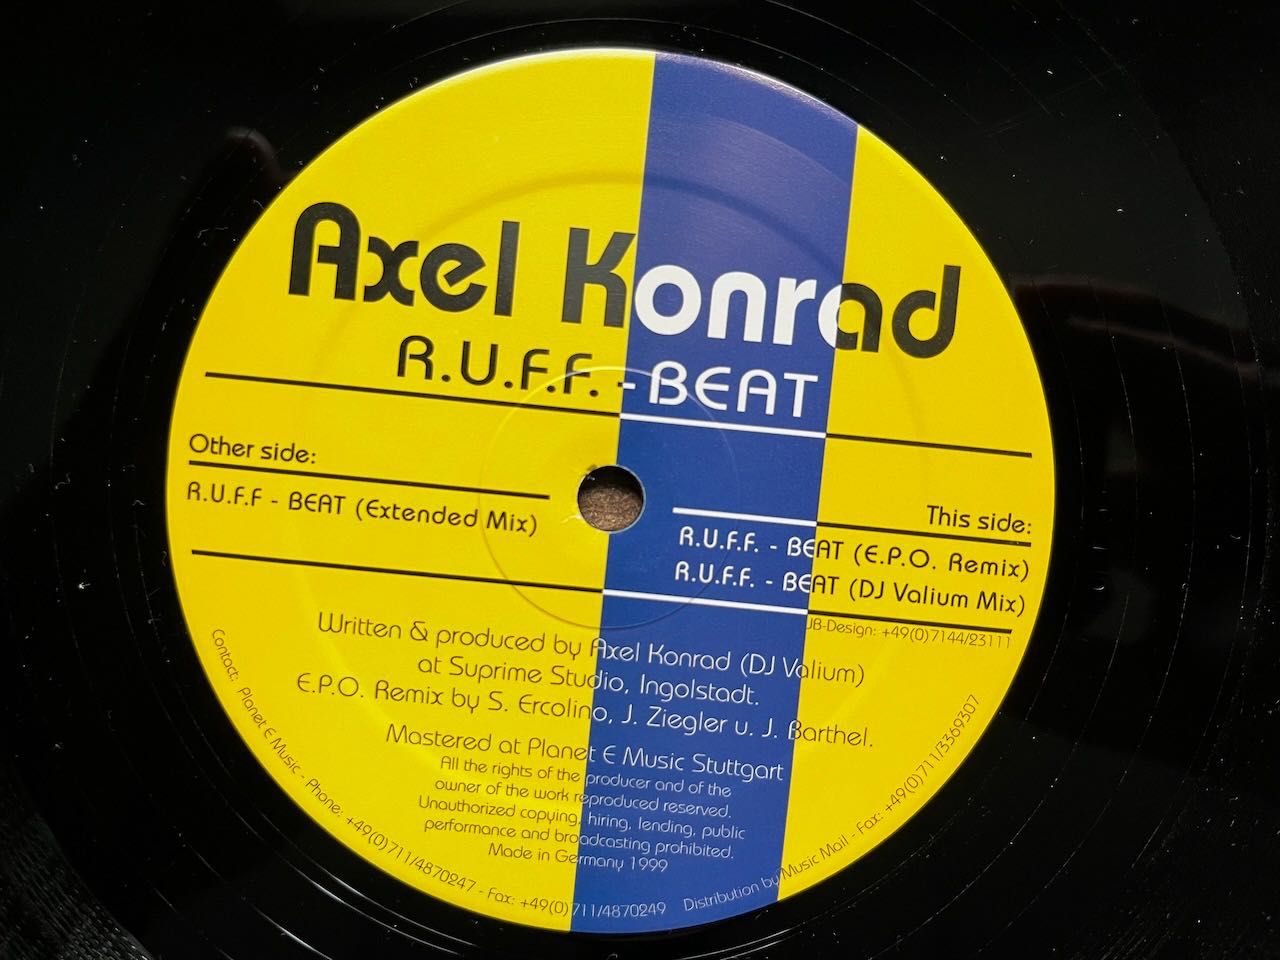 Axel Konrad
R.U.F.F. - BEAT
Other side:
R.U.F.F - BEAT (Extended Mix)
This side:
R.U.F.F. - BEAT (E.P.O. Remix)
R.U.F.F. - BEAT (DJ Valium Mix)
JB-Design: +49(0)7144/23111
Written & produced by Axel Konrad (DJ Valium)
at Suprime Studio, Ingolstadt.
E.P.O. Remix by S. Ercolino, J. Ziegler u. J. Barthel.
Mastered at Planet E Music Stuttgart
All the rights of the producer and of the
owner of the work reproduced reserved.
Unauthorized copying, hiring, lending, public
performance and broadcasting prohibited.
Made in Germany 1999
Contact: Planet E Music - Phone: +49(0)711/4870247 - Fax: +49(0)711/4870249
Distribution by Music Mail - Fax: +49(0)711/3369307